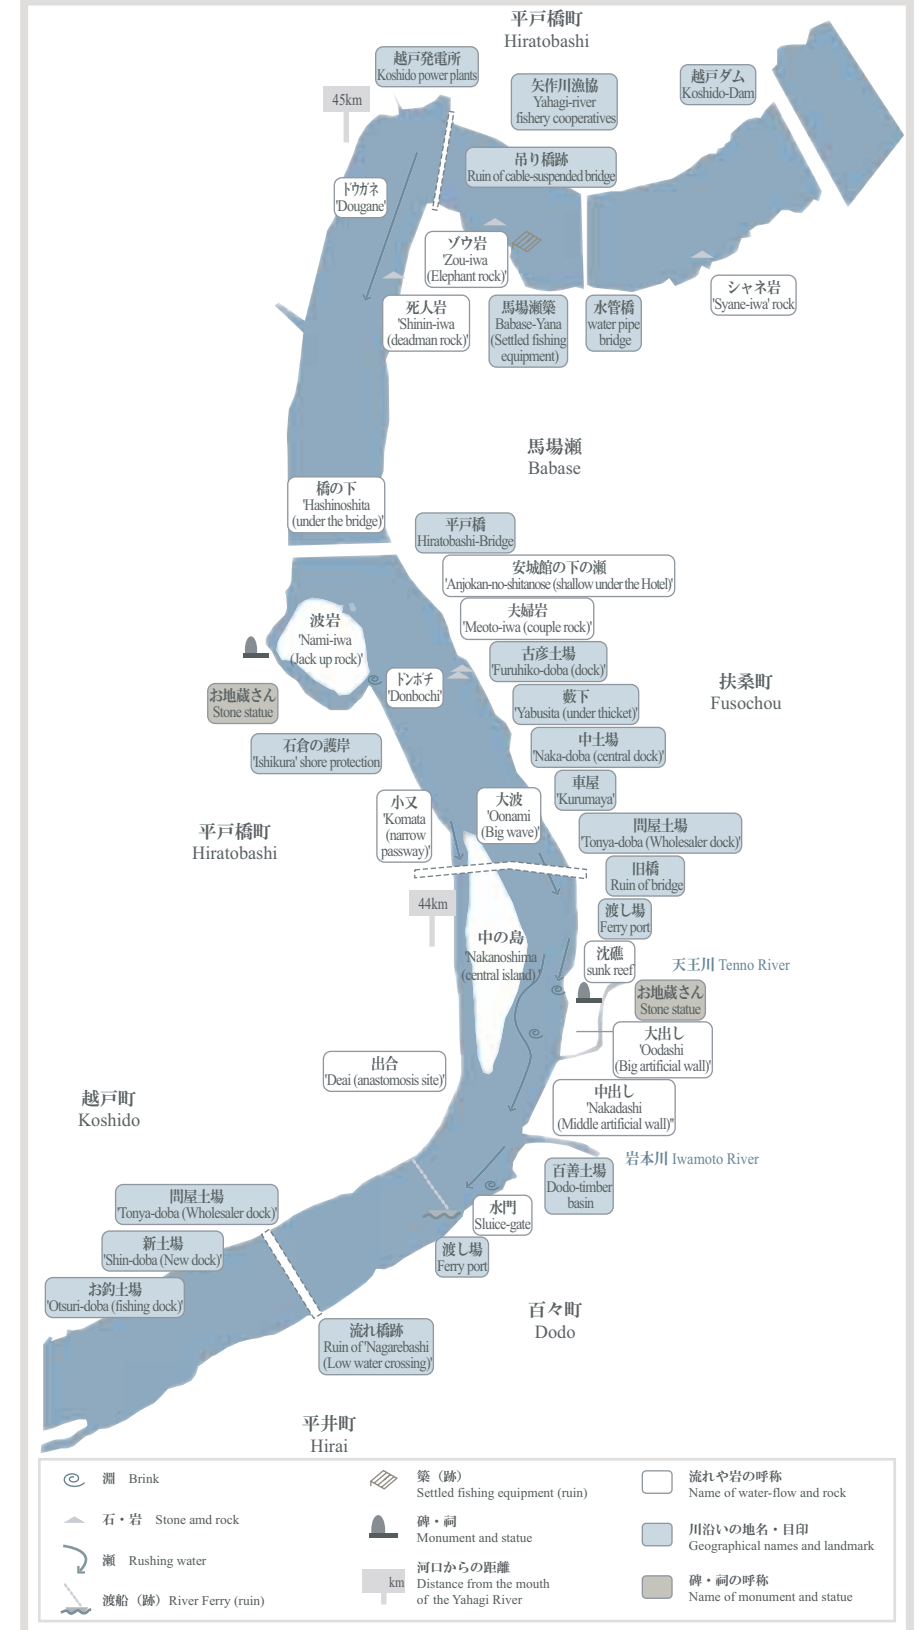 平戸橋町
Hiratobashi
越戸発電所
Koshido power plants
45km
矢作川漁協
Yahagi-river
fishery cooperatives
越戸ダム
Koshido-Dam
吊り橋跡
Ruin of cable-suspended bridge
ドウガネ
'Dougane'
ゾウ岩
'Zou-iwa
(Elephant rock)'
シャネ岩
'Syane-iwa' rock
死人岩
'Shinin-iwa
(deadman rock)'
馬場瀬簗
Babase-Yana
(Settled fishing
equipment)
水管橋
water pipe
bridge
馬場瀬
Babase
橋の下
'Hashinoshita
(under the bridge)'
平戸橋
Hiratobashi-Bridge
安城館の下の瀬
'Anjokan-no-shitanose (shallow under the Hotel)'
夫婦岩
'Meoto-iwa (couple rock)'
波岩
'Nami-iwa
(Jack up rock)'
古彦土場
'Furuhiko-doba (dock)'
ドンボチ
'Donbochi'
お地蔵さん
Stone statue
扶桑町
Fusochou
薮下
'Yabusita (under thicket)'
石倉の護岸
'Ishikura' shore protection
中土場
'Naka-doba (central dock)'
車屋
'Kurumaya'
小又
'Komata
(narrow
passway)'
大波
'Oonami
(Big wave)'
平戸橋町
Hiratobashi
問屋土場
'Tonya-doba (Wholesaler dock)'
旧橋
Ruin of bridge
44km
渡し場
Ferry port
中の島
'Nakanoshima
(central island)'
沈礁
sunk reef
天王川 Tenno River
お地蔵さん
Stone statue
大出し
'Oodashi
(Big artificial wall)'
出合
'Deai (anastomosis site)'
中出し
'Nakadashi
(Middle artificial wall)"
越戸町
Koshido
岩本川 Iwamoto River
百善土場
Dodo-timber
basin
問屋土場
'Tonya-doba (Wholesaler dock)'
水門
Sluice-gate
新土場
'Shin-doba (New dock)'
渡し場
Ferry port
お釣土場
'Otsuri-doba (fishing dock)'
百々町
Dodo
流れ橋跡
Ruin of 'Nagarebashi
(Low water crossing)'
平井町
Hirai
淵 Brink
石・岩 Stone amd rock
瀬 Rushing water
渡船（跡）River Ferry (ruin)
簗（跡）
Settled fishing equipment (ruin)
碑・祠
Monument and statue
km
河口からの距離
Distance from the mouth
of the Yahagi River
流れや岩の呼称
Name of water-flow and rock
川沿いの地名・目印
Geographical names and landmark
碑・祠の呼称
Name of monument and statue